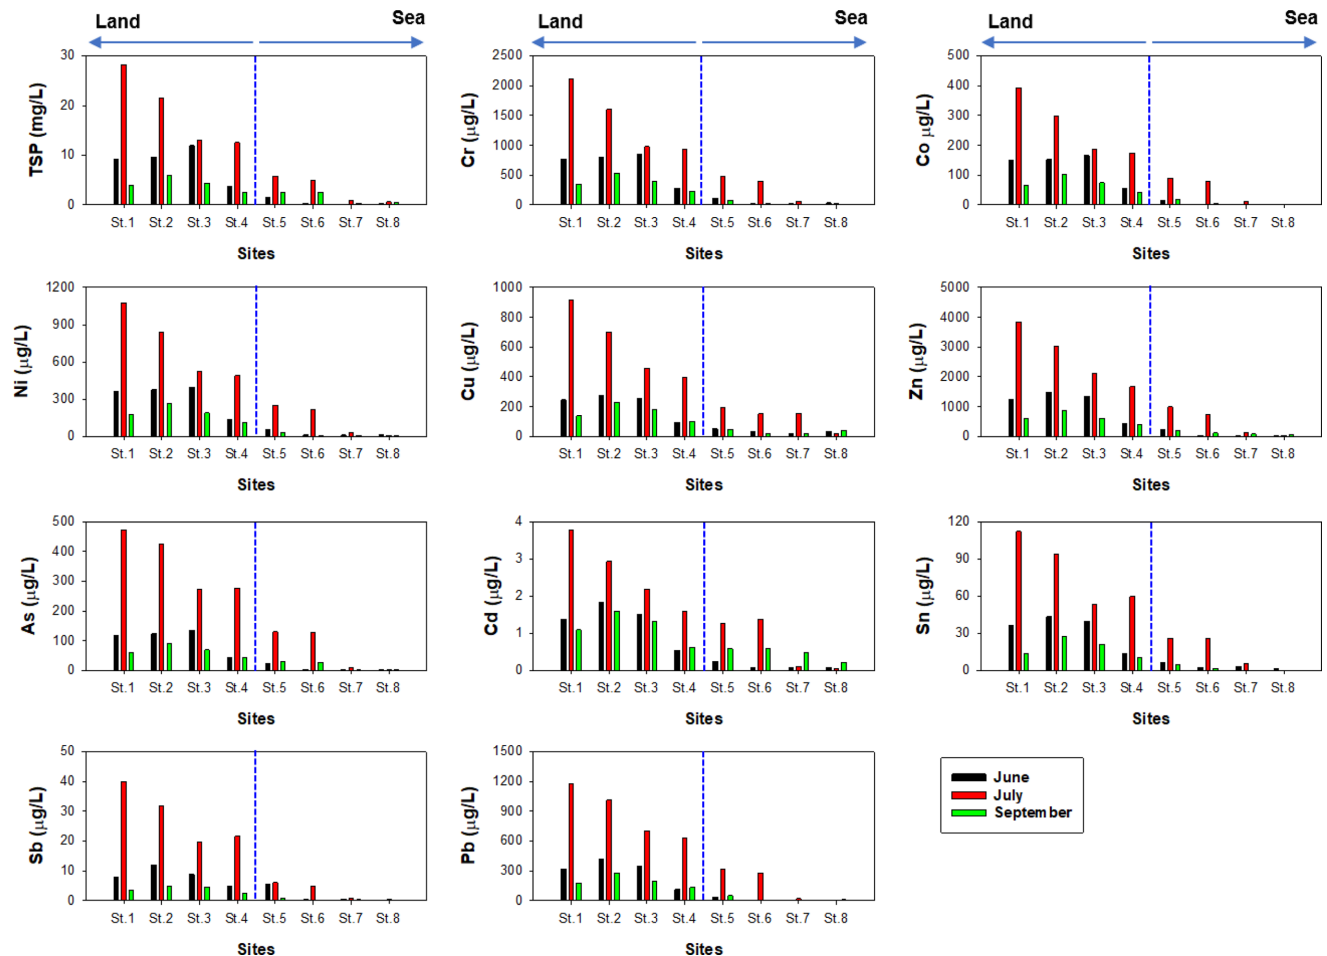 Land Sea Land Sea Land Sea
TSP (mg/L)
30
20
10
0
St.1 St.2 St.3 St.4 St.5 St.6 St.7 St.8
Sites
Cr (µg/L)
2500
2000
1500
1000
500
0
St.1 St.2 St.3 St.4 St.5 St.6 St.7 St.8
Sites
Co µg/L)
500
400
300
200
100
0
St.1 St.2 St.3 St.4 St.5 St.6 St.7 St.8
Sites
Ni (µg/L)
1200
900
600
300
0
St.1 St.2 St.3 St.4 St.5 St.6 St.7 St.8
Sites
Cu (µg/L)
1000
800
600
400
200
0
St.1 St.2 St.3 St.4 St.5 St.6 St.7 St.8
Sites
Zn (µg/L)
5000
4000
3000
2000
1000
0
St.1 St.2 St.3 St.4 St.5 St.6 St.7 St.8
Sites
As (µg/L)
500
400
300
200
100
0
St.1 St.2 St.3 St.4 St.5 St.6 St.7 St.8
Sites
Cd (µg/L)
4
3
2
1
0
St.1 St.2 St.3 St.4 St.5 St.6 St.7 St.8
Sites
Sn (µg/L)
120
90
60
30
0
St.1 St.2 St.3 St.4 St.5 St.6 St.7 St.8
Sites
Sb (µg/L)
50
40
30
20
10
0
St.1 St.2 St.3 St.4 St.5 St.6 St.7 St.8
Sites
Pb (µg/L)
1500
1200
900
600
300
0
St.1 St.2 St.3 St.4 St.5 St.6 St.7 St.8
Sites
June
July
September